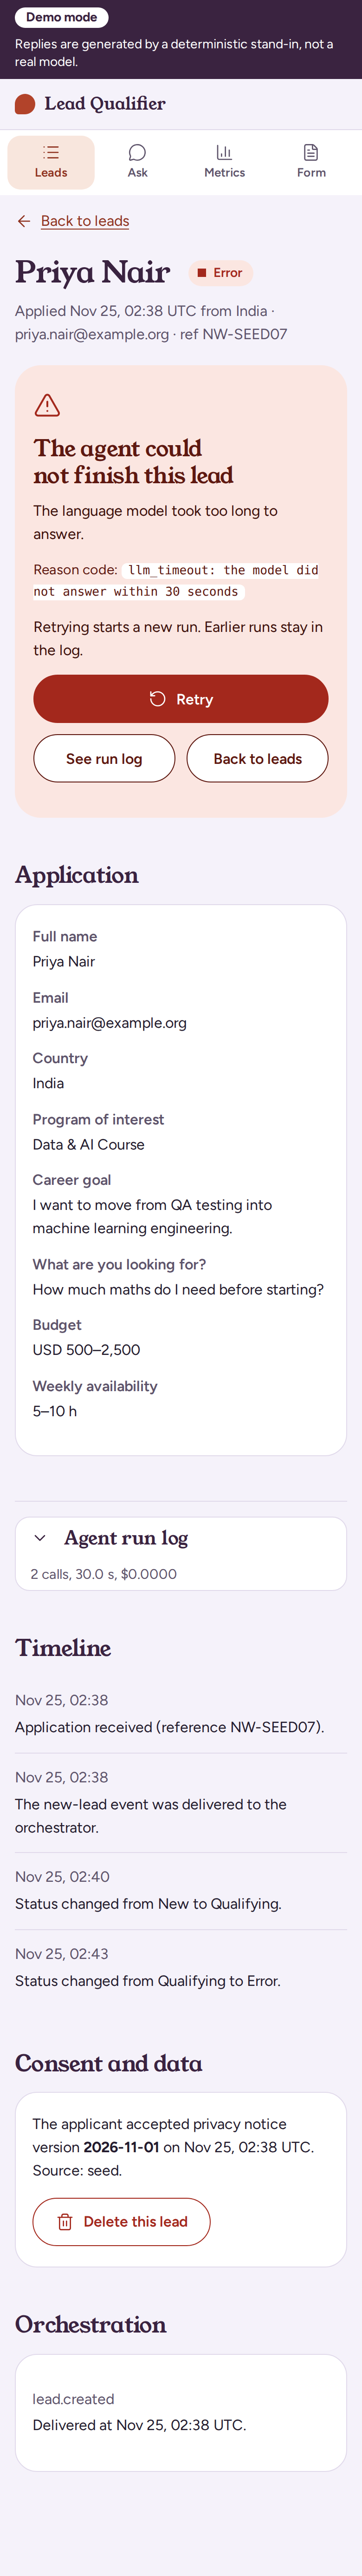 Demo mode
Replies are generated by a deterministic stand-in, not a
real model.
Lead Qualifier
Leads
Ask
Metrics
Form
Back to leads
Priya Nair
Error
Applied Nov 25, 02:38 UTC from India ·
priya.nair@example.org · ref NW-SEED07
The agent could
not finish this lead
The language model took too long to
answer.
Reason code: llm_timeout: the model did
not answer within 30 seconds
Retrying starts a new run. Earlier runs stay in
the log.
Retry
See run log
Back to leads
Application
Full name
Priya Nair
Email
priya.nair@example.org
Country
India
Program of interest
Data & AI Course
Career goal
I want to move from QA testing into
machine learning engineering.
What are you looking for?
How much maths do I need before starting?
Budget
USD 500–2,500
Weekly availability
5–10 h
Agent run log
2 calls, 30.0 s, $0.0000
Timeline
Nov 25, 02:38
Application received (reference NW-SEED07).
Nov 25, 02:38
The new-lead event was delivered to the
orchestrator.
Nov 25, 02:40
Status changed from New to Qualifying.
Nov 25, 02:43
Status changed from Qualifying to Error.
Consent and data
The applicant accepted privacy notice
version 2026-11-01 on Nov 25, 02:38 UTC.
Source: seed.
Delete this lead
Orchestration
lead.created
Delivered at Nov 25, 02:38 UTC.